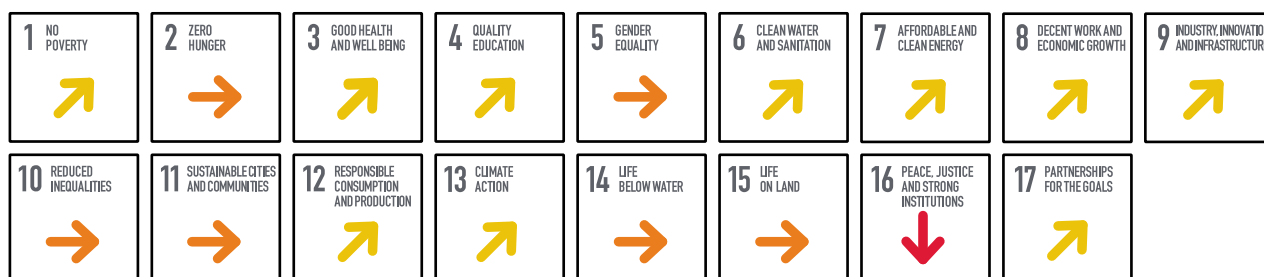 1 NO
POVERTY
2 ZERO
HUNGER
3 GOOD HEALTH
AND WELL BEING
4 QUALITY
EDUCATION
5 GENDER
EQUALITY
6 CLEAN WATER
AND SANITATION
7 AFFORDABLE AND
CLEAN ENERGY
8 DECENT WORK AND
ECONOMIC GROWTH
9 INDUSTRY, INNOVATIO
AND INFRASTRUCTUR
10 REDUCED
INEQUALITIES
11 SUSTAINABLE CITIES
AND COMMUNITIES
12 RESPONSIBLE
CONSUMPTION
AND PRODUCTION
13 CLIMATE
ACTION
14 LIFE
BELOW WATER
15 LIFE
ON LAND
16 PEACE, JUSTICE
AND STRONG
INSTITUTIONS
17 PARTNERSHIPS
FOR THE GOALS